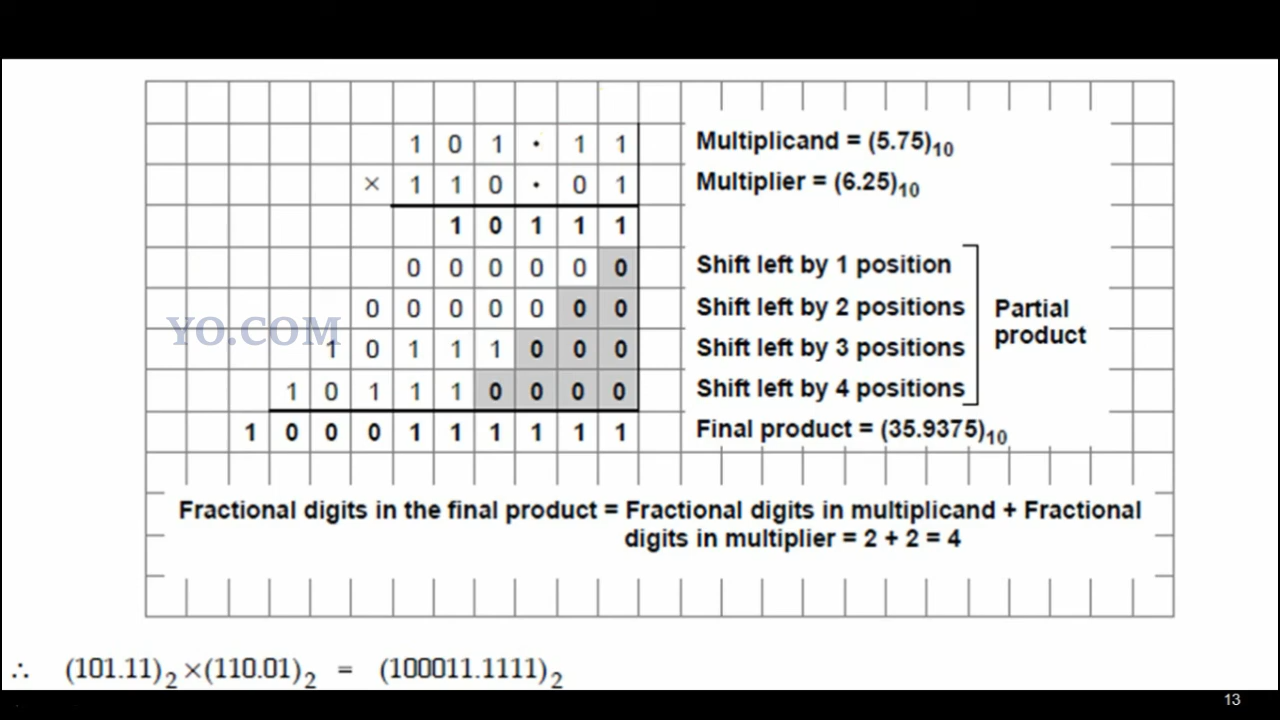 1 0 1 . 1 1 Multiplicand = (5.75)10
× 1 1 0 . 0 1 Multiplier = (6.25)10
1 0 1 1 1
0 0 0 0 0 0 Shift left by 1 position
0 0 0 0 0 0 0 Shift left by 2 positions
1 0 1 1 1 0 0 0 Shift left by 3 positions
1 0 1 1 1 0 0 0 0 Shift left by 4 positions
Partial
product
1 0 0 0 1 1 1 1 1 1 Final product = (35.9375)10
YO.COM
Fractional digits in the final product = Fractional digits in multiplicand + Fractional
digits in multiplier = 2 + 2 = 4
∴ (101.11)2 ×(110.01)2 = (100011.1111)2
13